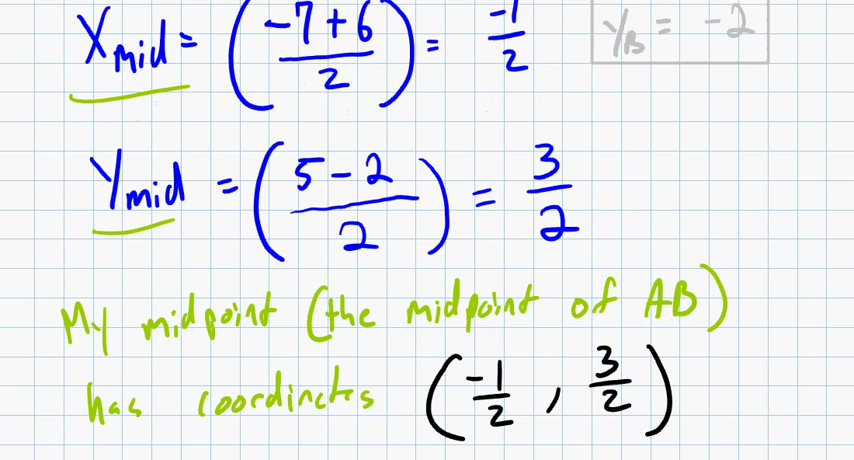 Xmid = (-7+6/2) = -1/2
YB = -2
Ymid = (5-2/2) = 3/2
My midpoint (the midpoint of AB)
has coordinctes (-1/2, 3/2)